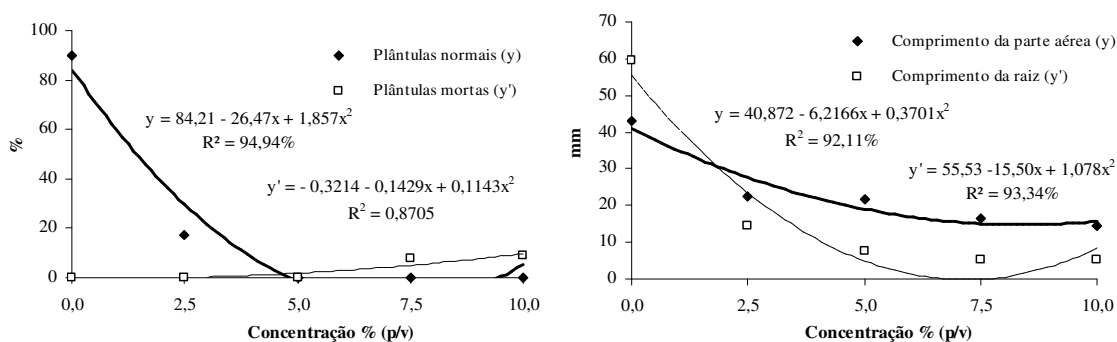 100
80
60
40
20
0
%
Plântulas normais (y)
Plântulas mortas (y')
y = 84,21 - 26,47x + 1,857x²
R² = 94,94%
y' = - 0,3214 - 0,1429x + 0,1143x²
R² = 0,8705
0,0 2,5 5,0 7,5 10,0
Concentração % (p/v)
70
60
50
40
30
20
10
0
mm
Comprimento da parte aérea (y)
Comprimento da raiz (y')
y = 40,872 - 6,2166x + 0,3701x²
R² = 92,11%
y' = 55,53 -15,50x + 1,078x²
R² = 93,34%
0,0 2,5 5,0 7,5 10,0
Concentração % (p/v)